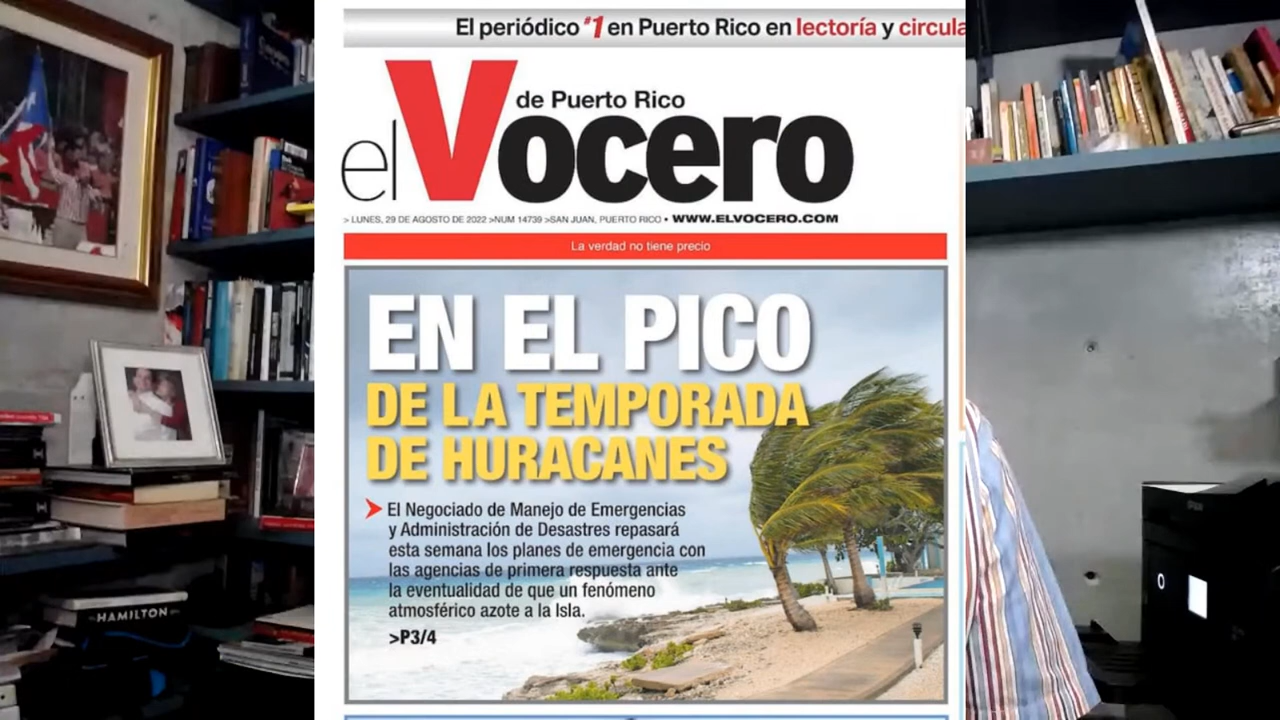 El periódico #1 en Puerto Rico en lectoría y circula
de Puerto Rico
el Vocero
> LUNES, 29 DE AGOSTO DE 2022 >NUM 14739 >SAN JUAN, PUERTO RICO • WWW.ELVOCERO.COM
La verdad no tiene precio
EN EL PICO
DE LA TEMPORADA
DE HURACANES
El Negociado de Manejo de Emergencias
y Administración de Desastres repasará
esta semana los planes de emergencia con
las agencias de primera respuesta ante
la eventualidad de que un fenómeno
atmosférico azote a la Isla.
>P3/4
HAMILTON